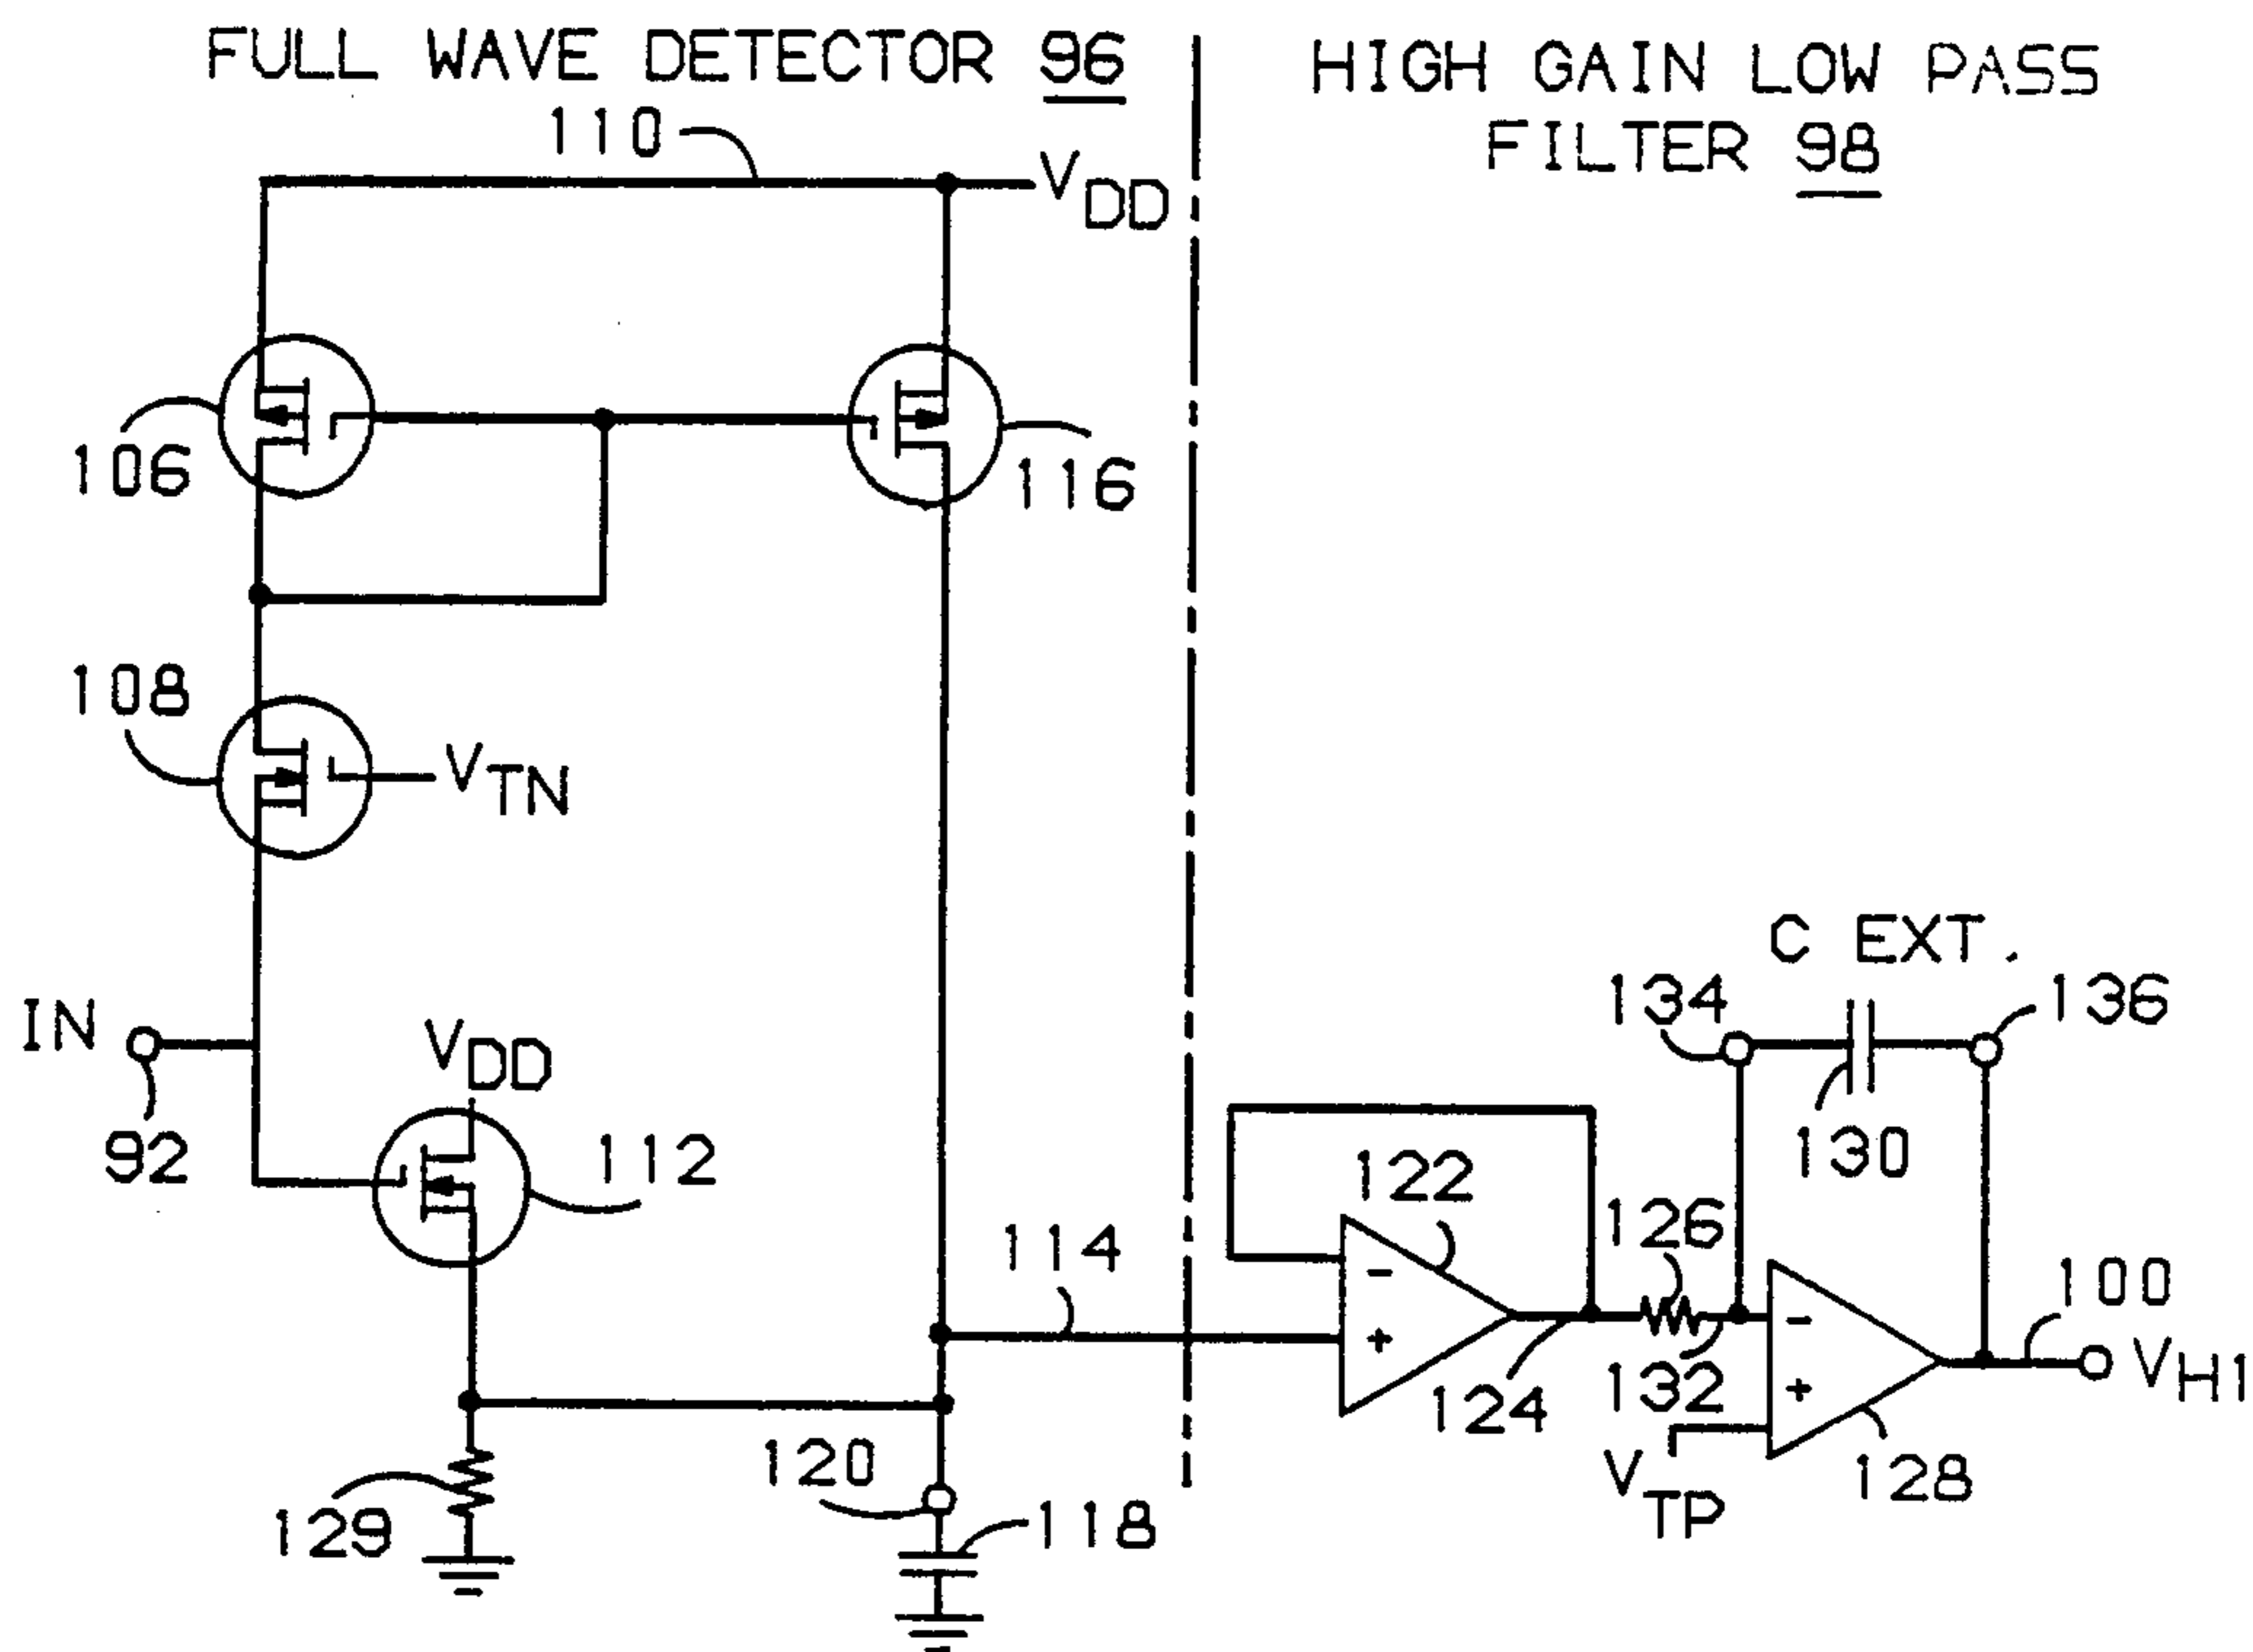 FULL WAVE DETECTOR 96
HIGH GAIN LOW PASS
FILTER 98
110
VDD
106
116
108
VTN
C EXT.
134
136
IN
VDD
92
112
130
122
126
114
100
VH1
132
124
VTP
128
120
118
129
-
+
-
+